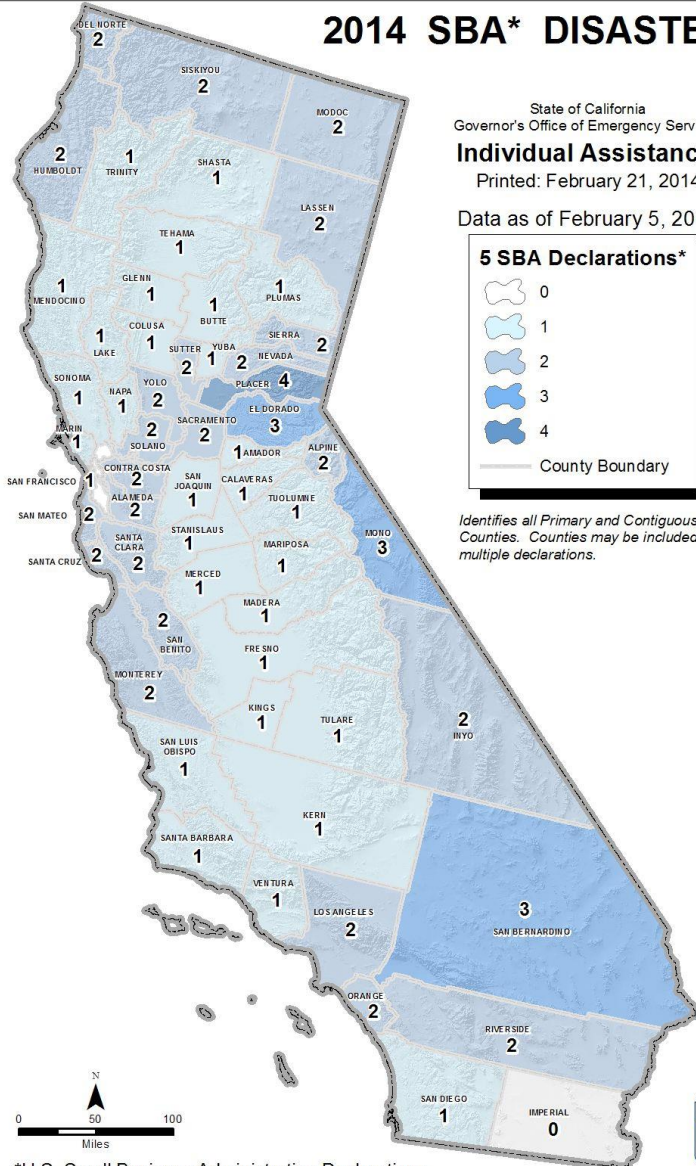 2014 SBA* DISASTE
State of California
Governor's Office of Emergency Serv
Individual Assistanc
Printed: February 21, 2014
Data as of February 5, 20
5 SBA Declarations*
0
1
2
3
4
County Boundary
Identifies all Primary and Contiguous
Counties. Counties may be included
multiple declarations.
DEL NORTE
2
SISKIYOU
2
MODOC
2
2
HUMBOLDT
1
TRINITY
SHASTA
1
LASSEN
2
TEHAMA
1
1
MENDOCINO
GLENN
1
1
BUTTE
1
PLUMAS
1
LAKE
COLUSA
1
SUTTER
2
YUBA
1
SIERRA
2
2
NEVADA
PLACER 4
SONOMA
1
NAPA
1
YOLO
2
EL DORADO
3
MARIN
1
2
SOLANO
SACRAMENTO
2
1 AMADOR
ALPINE
2
SAN FRANCISCO 1
CONTRA COSTA
2
ALAMEDA
2
SAN
JOAQUIN
1
CALAVERAS
1
TUOLUMNE
1
SAN MATEO 2
STANISLAUS
1
MONO
3
SANTA CRUZ 2
SANTA
CLARA
2
MARIPOSA
1
MERCED
1
MADERA
1
2
SAN
BENITO
FRESNO
1
MONTEREY
2
KINGS
1
TULARE
1
2
INYO
SAN LUIS
OBISPO
1
KERN
1
SANTA BARBARA
1
VENTURA
1
LOS ANGELES
2
3
SAN BERNARDINO
ORANGE
2
RIVERSIDE
2
SAN DIEGO
1
IMPERIAL
0
N
0 50 100
Miles